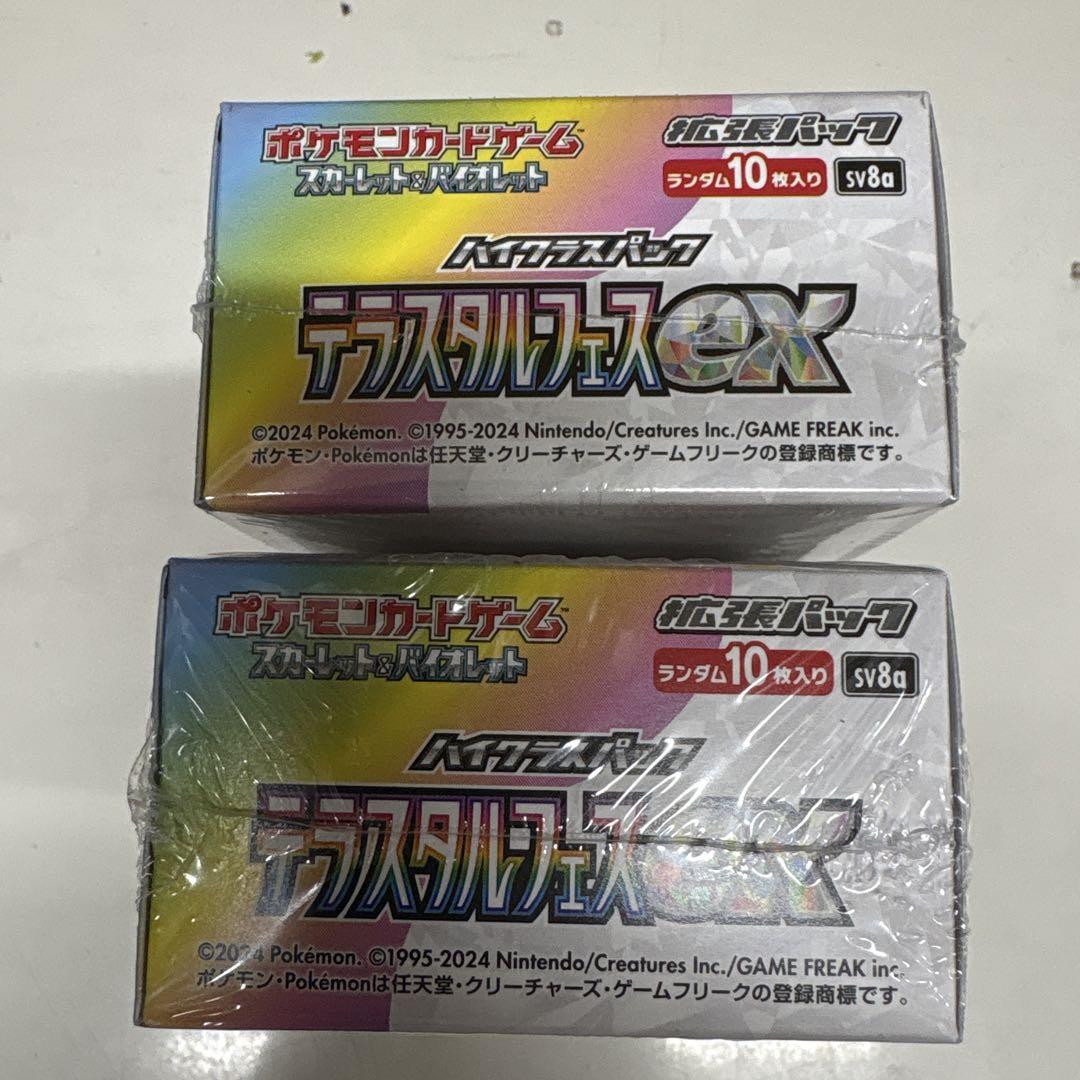 ポケモンカードゲーム™
スカーレット&バイオレット
拡張パック
ランダム10枚入り sv8a
ハイクラスパック
テラスタルフェスex
©2024 Pokémon. ©1995-2024 Nintendo/Creatures Inc./GAME FREAK inc.
ポケモン・Pokémonは任天堂・クリーチャーズ・ゲームフリークの登録商標です。
ポケモンカードゲーム™
スカーレット&バイオレット
拡張パック
ランダム10枚入り sv8a
ハイクラスパック
テラスタルフェスex
©2024 Pokémon. ©1995-2024 Nintendo/Creatures Inc./GAME FREAK inc.
ポケモン・Pokémonは任天堂・クリーチャーズ・ゲームフリークの登録商標です。